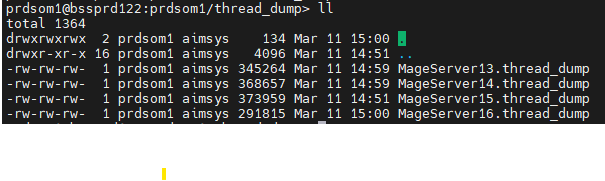 prdsom1@bssprd122:prdsom1/thread_dump> ll
total 1364
drwxrwxrwx  2 prdsom1 aimsys    134 Mar 11 15:00 .
drwxr-xr-x 16 prdsom1 aimsys   4096 Mar 11 14:51 ..
-rw-rw-rw-  1 prdsom1 aimsys 345264 Mar 11 14:59 MageServer13.thread_dump
-rw-rw-rw-  1 prdsom1 aimsys 368657 Mar 11 14:59 MageServer14.thread_dump
-rw-rw-rw-  1 prdsom1 aimsys 373959 Mar 11 14:51 MageServer15.thread_dump
-rw-rw-rw-  1 prdsom1 aimsys 291815 Mar 11 15:00 MageServer16.thread_dump